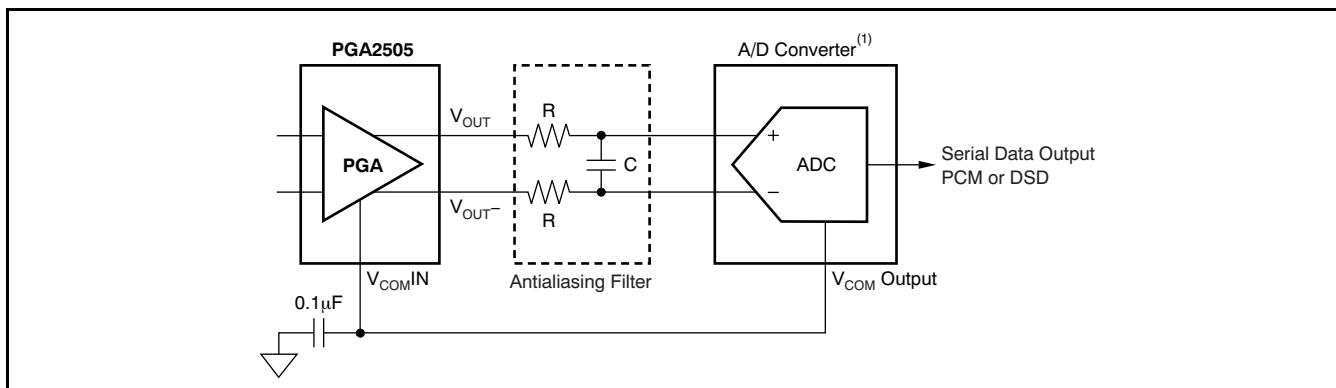 PGA2505
A/D Converter(1)
VOUT
R
C
PGA
R
VOUT−
Antialiasing Filter
+
−
ADC
Serial Data Output
PCM or DSD
VCOMIN
VCOM Output
0.1μF